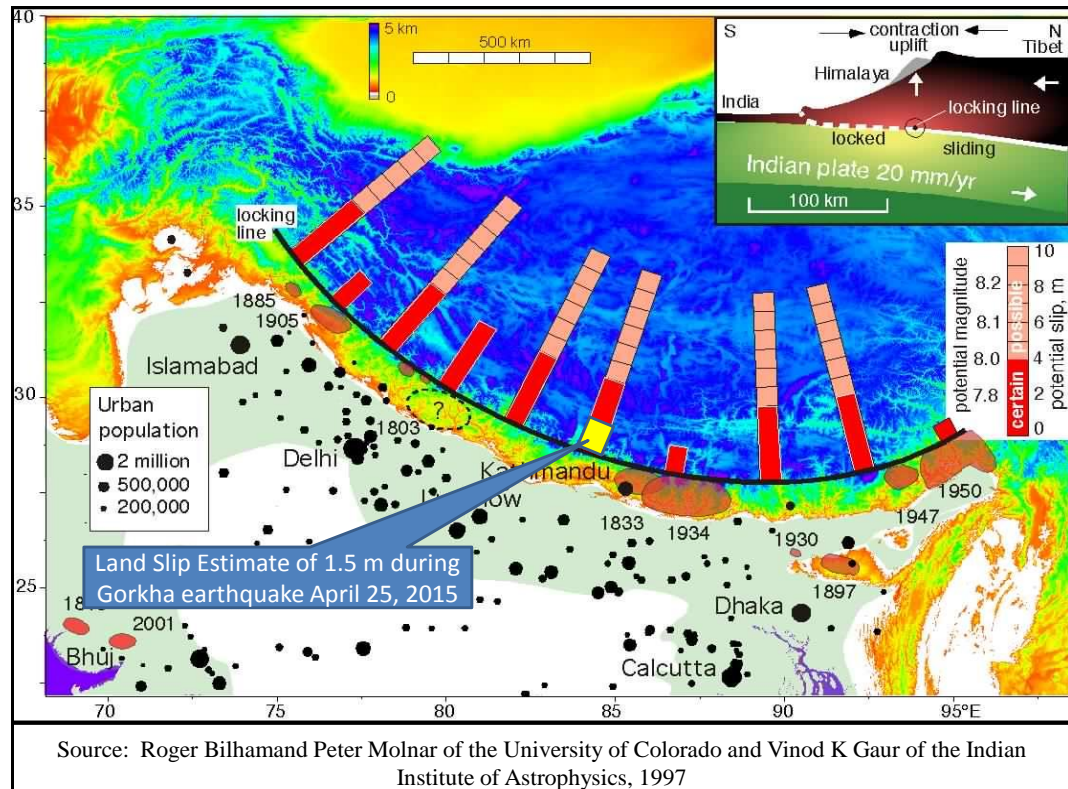 40
35
30
25
70
75
80
85
90
95°E
5 km
0
500 km
S
N
contraction
uplift
Tibet
Himalaya
India
locking line
locked
sliding
Indian plate 20 mm/yr
100 km
locking
line
1885
1905
Islamabad
Urban
population
2 million
500,000
200,000
?
1803
Delhi
Kathmandu
ow
1833
1934
1930
1947
1950
1897
Land Slip Estimate of 1.5 m during
Gorkha earthquake April 25, 2015
2001
Bhuj
Dhaka
Calcutta
potential magnitude
8.2
8.1
8.0
7.8
certain
possible
10
8
6
4
2
0
potential slip, m
Source: Roger Bilhamand Peter Molnar of the University of Colorado and Vinod K Gaur of the Indian
Institute of Astrophysics, 1997